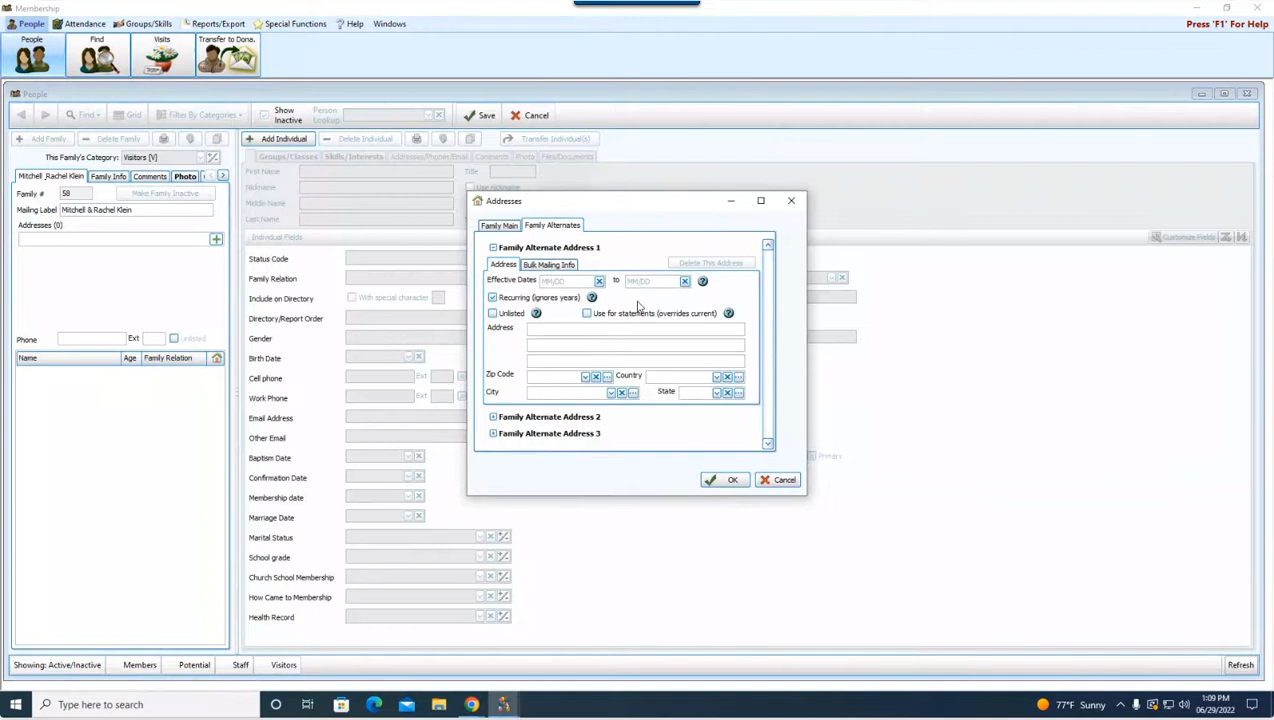 Membership
People Attendance Groups/Skills Reports/Export Special Functions Help Windows Press 'F1' For Help
People Find Visits Transfer to Dona.
People
Find Grid Filter By Categories Show Inactive Person Lookup Save Cancel
Add Family Delete Family Add Individual Delete Individual Transfer Individual(s)
This Family's Category: Visitors [V]
Groups/Classes Skills/Interests Addresses/Phones/Email Comments Photo Files/Documents
Mitchell ,Rachel Klein Family Info Comments Photo
Family # 58 Make Family Inactive
Mailing Label Mitchell & Rachel Klein
Addresses (0)
Phone Ext Unlisted
Name Age Family Relation
First Name Title
Nickname Use nickname
Middle Name
Last Name
Individual Fields Customize Fields
Status Code
Family Relation
Include on Directory With special character
Directory/Report Order
Gender
Birth Date
Cell phone Ext
Work Phone Ext
Email Address
Other Email Primary
Baptism Date
Confirmation Date
Membership date
Marriage Date
Marital Status
School grade
Church School Membership
How Came to Membership
Health Record
Addresses
Family Main Family Alternates
Family Alternate Address 1
Address Bulk Mailing Info Delete This Address
Effective Dates MM/DD to MM/DD
Recurring (ignores years)
Unlisted Use for statements (overrides current)
Address
Zip Code Country
City State
Family Alternate Address 2
Family Alternate Address 3
OK Cancel
Showing: Active/Inactive Members Potential Staff Visitors Refresh
Type here to search 77°F Sunny 1:09 PM
06/29/2022